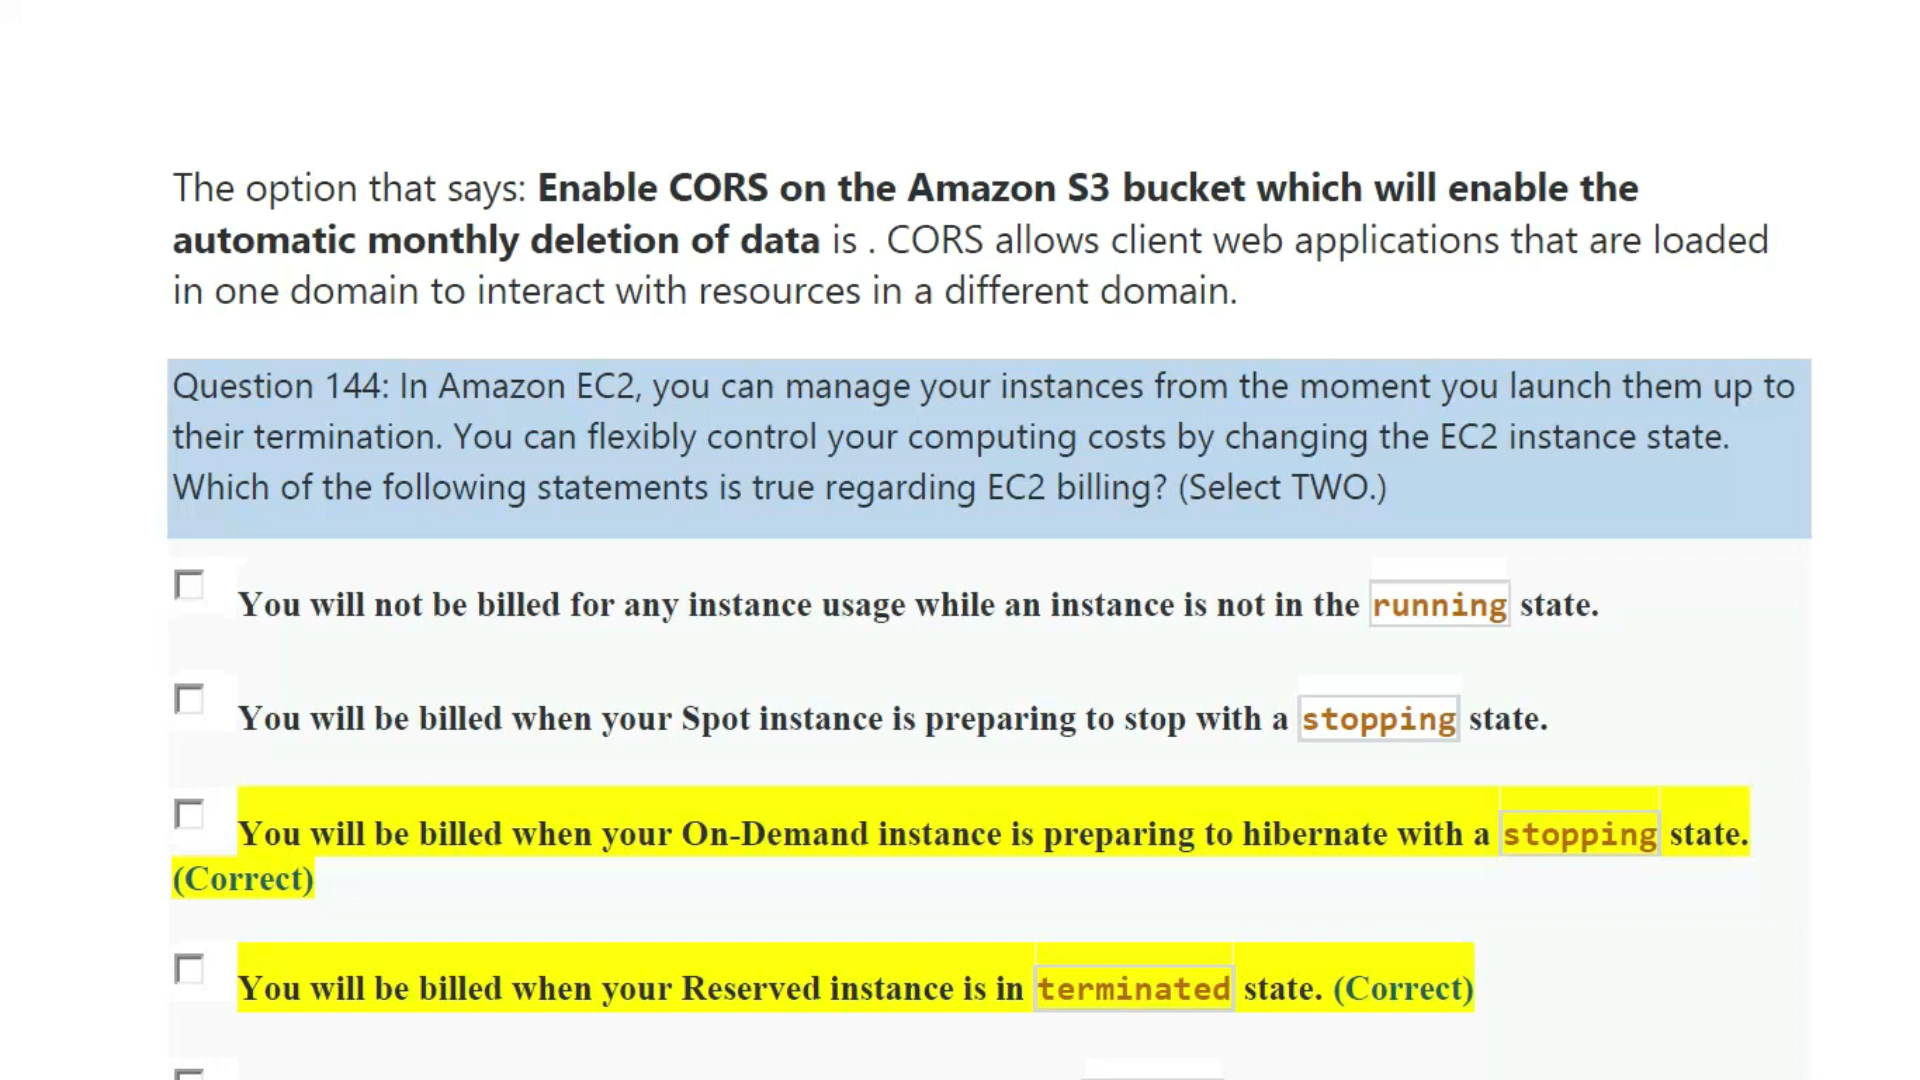 The option that says: Enable CORS on the Amazon S3 bucket which will enable the
automatic monthly deletion of data is . CORS allows client web applications that are loaded
in one domain to interact with resources in a different domain.
Question 144: In Amazon EC2, you can manage your instances from the moment you launch them up to
their termination. You can flexibly control your computing costs by changing the EC2 instance state.
Which of the following statements is true regarding EC2 billing? (Select TWO.)
You will not be billed for any instance usage while an instance is not in the running state.
You will be billed when your Spot instance is preparing to stop with a stopping state.
You will be billed when your On-Demand instance is preparing to hibernate with a stopping state.
(Correct)
You will be billed when your Reserved instance is in terminated state. (Correct)